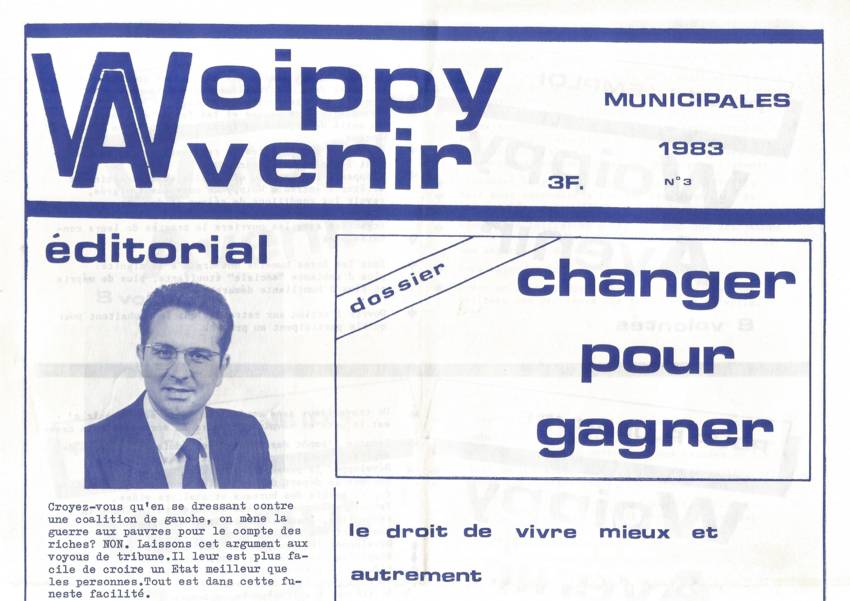 Woippy
Avenir
MUNICIPALES
1983
3F. N°3
éditorial
dossier
changer
pour
gagner
Croyez-vous qu'en se dressant contre
une coalition de gauche, on mène la
guerre aux pauvres pour le compte des
riches? NON. Laissons cet argument aux
voyous de tribune.Il leur est plus fa-
cile de croire un Etat meilleur que
les personnes.Tout est dans cette fu-
neste facilité.
le droit de vivre mieux et
autrement